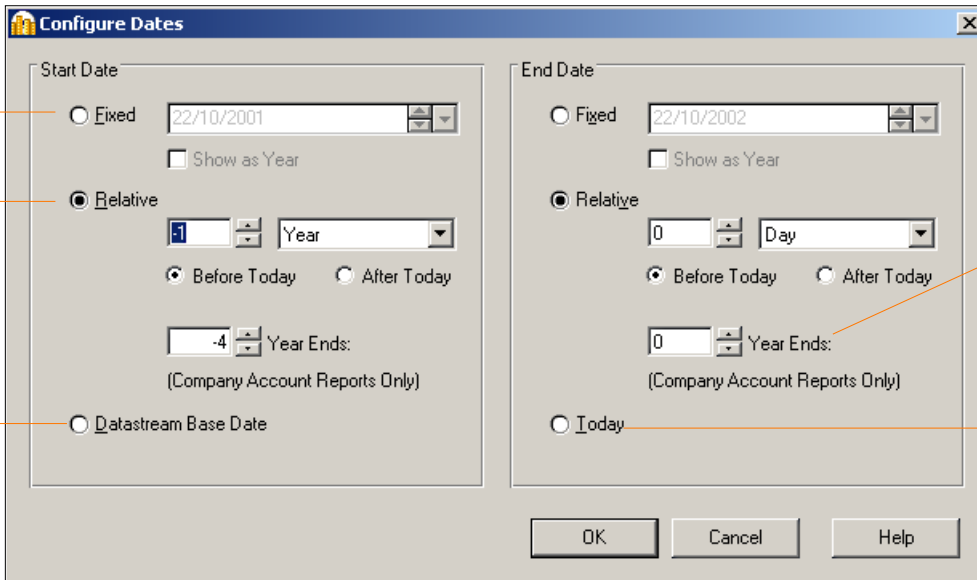 Configure Dates
Start Date
Fixed
22/10/2001
Show as Year
Relative
-1
Year
Before Today
After Today
-4
Year Ends:
(Company Account Reports Only)
Datastream Base Date
End Date
Fixed
22/10/2002
Show as Year
Relative
0
Day
Before Today
After Today
0
Year Ends:
(Company Account Reports Only)
Today
OK
Cancel
Help